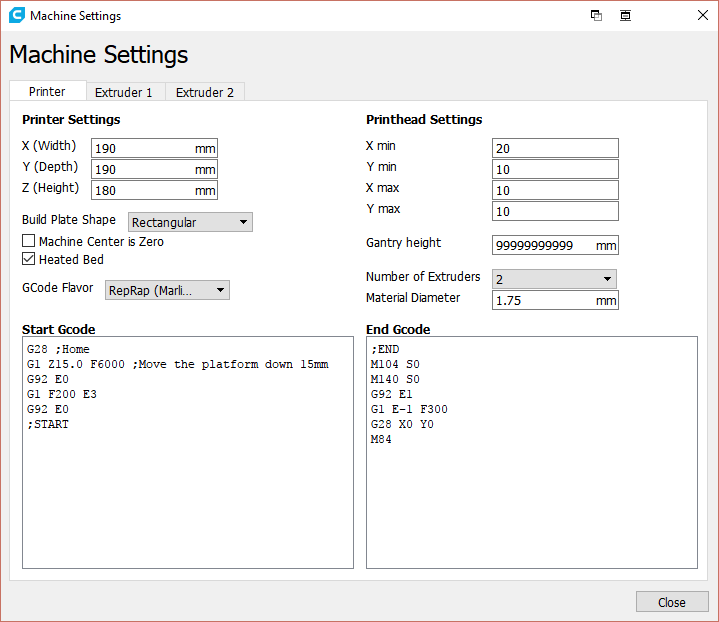 Machine Settings
Machine Settings
Printer
Extruder 1
Extruder 2
Printer Settings
X (Width) 190 mm
Y (Depth) 190 mm
Z (Height) 180 mm
Build Plate Shape Rectangular
Machine Center is Zero
Heated Bed
GCode Flavor RepRap (Marli...
Printhead Settings
X min 20
Y min 10
X max 10
Y max 10
Gantry height 99999999999 mm
Number of Extruders 2
Material Diameter 1.75 mm
Start Gcode
G28 ;Home
G1 Z15.0 F6000 ;Move the platform down 15mm
G92 E0
G1 F200 E3
G92 E0
;START
End Gcode
;END
M104 S0
M140 S0
G92 E1
G1 E-1 F300
G28 X0 Y0
M84
Close